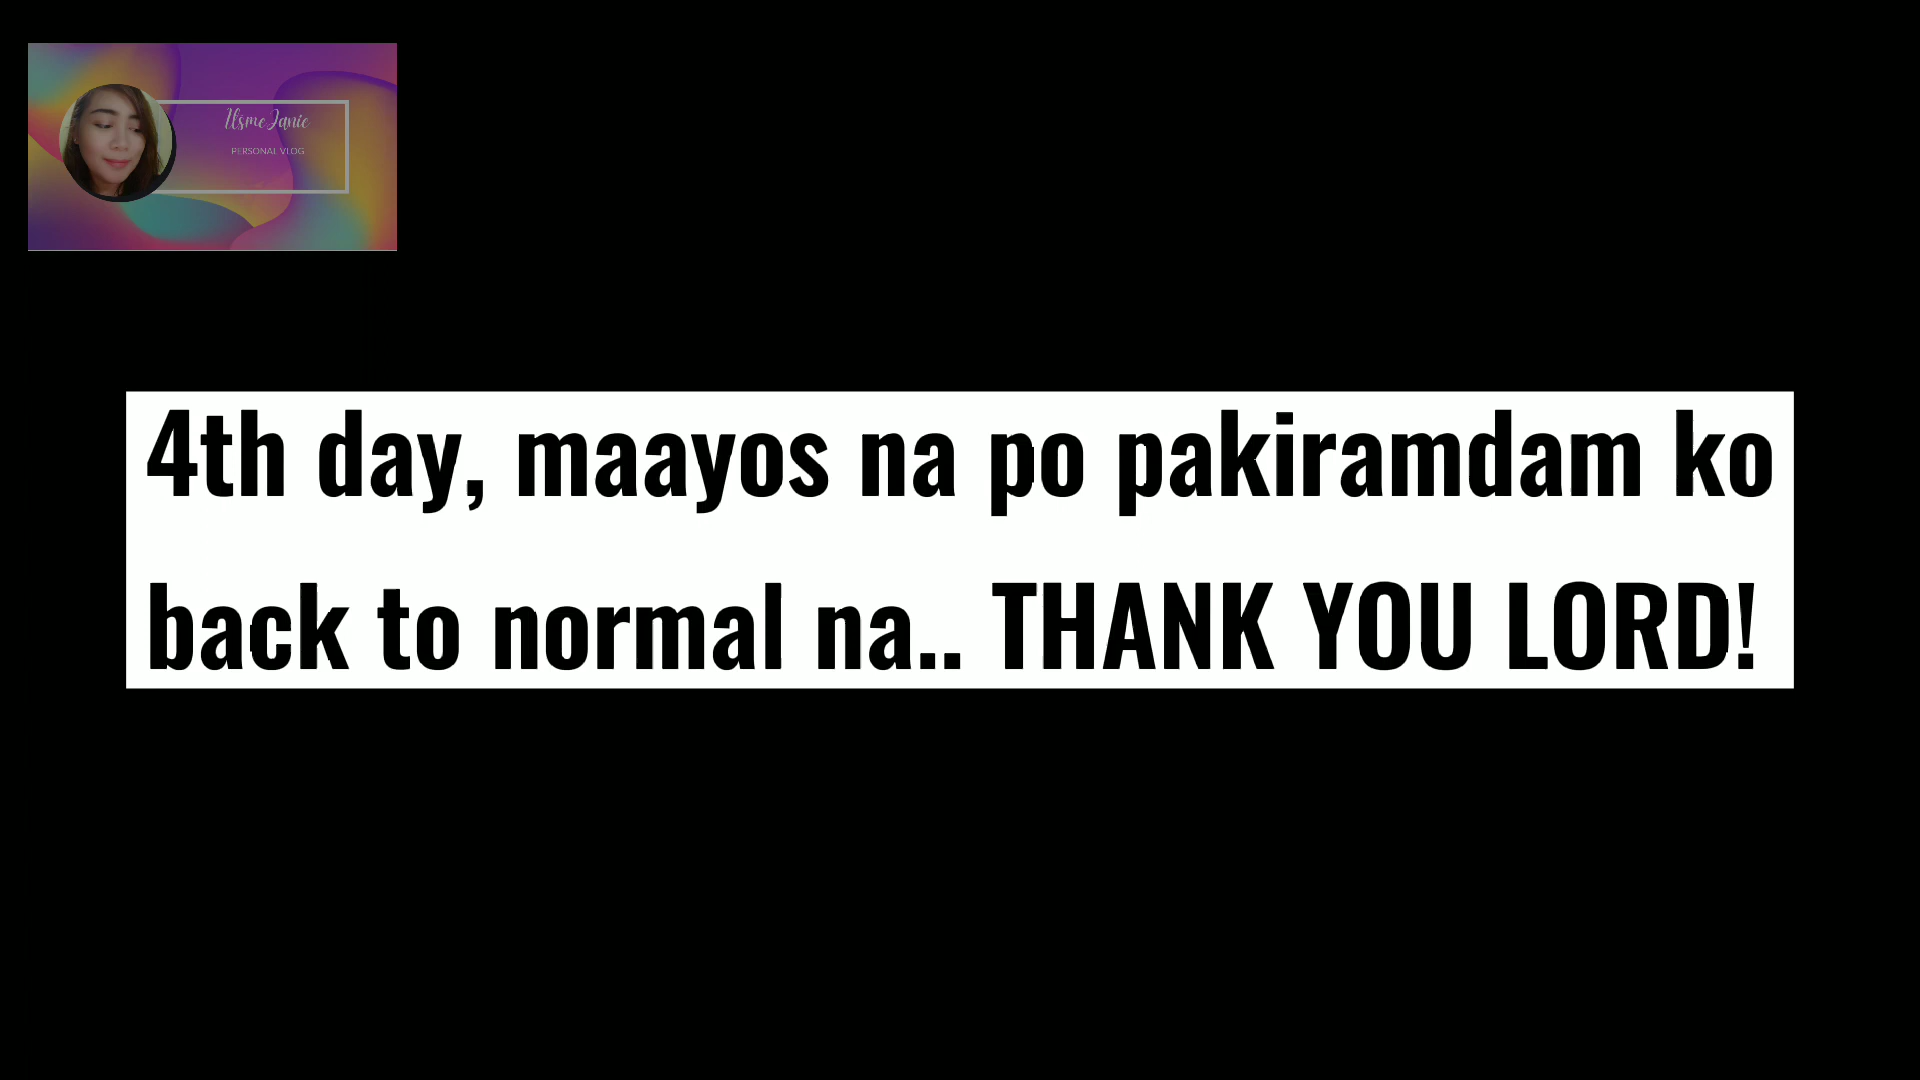 ItsmeJanie
PERSONAL VLOG
4th day, maayos na po pakiramdam ko
back to normal na.. THANK YOU LORD!